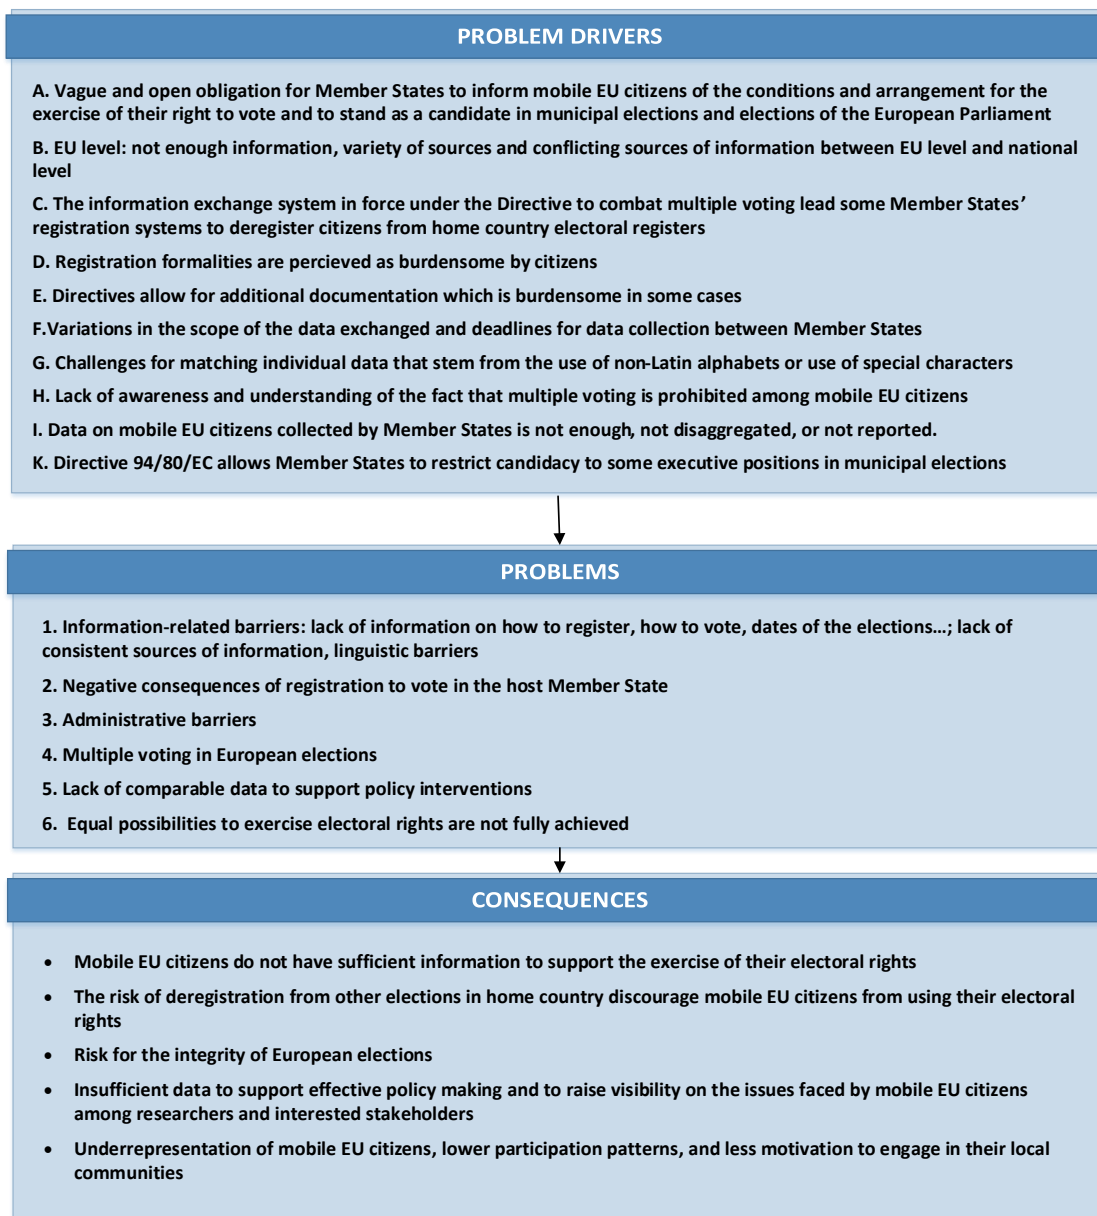 PROBLEM DRIVERS
A. Vague and open obligation for Member States to inform mobile EU citizens of the conditions and arrangement for the
exercise of their right to vote and to stand as a candidate in municipal elections and elections of the European Parliament
B. EU level: not enough information, variety of sources and conflicting sources of information between EU level and national
level
C. The information exchange system in force under the Directive to combat multiple voting lead some Member States’
registration systems to deregister citizens from home country electoral registers
D. Registration formalities are percieved as burdensome by citizens
E. Directives allow for additional documentation which is burdensome in some cases
F.Variations in the scope of the data exchanged and deadlines for data collection between Member States
G. Challenges for matching individual data that stem from the use of non-Latin alphabets or use of special characters
H. Lack of awareness and understanding of the fact that multiple voting is prohibited among mobile EU citizens
I. Data on mobile EU citizens collected by Member States is not enough, not disaggregated, or not reported.
K. Directive 94/80/EC allows Member States to restrict candidacy to some executive positions in municipal elections
PROBLEMS
1. Information-related barriers: lack of information on how to register, how to vote, dates of the elections…; lack of
consistent sources of information, linguistic barriers
2. Negative consequences of registration to vote in the host Member State
3. Administrative barriers
4. Multiple voting in European elections
5. Lack of comparable data to support policy interventions
6. Equal possibilities to exercise electoral rights are not fully achieved
CONSEQUENCES
• Mobile EU citizens do not have sufficient information to support the exercise of their electoral rights
• The risk of deregistration from other elections in home country discourage mobile EU citizens from using their electoral
rights
• Risk for the integrity of European elections
• Insufficient data to support effective policy making and to raise visibility on the issues faced by mobile EU citizens
among researchers and interested stakeholders
• Underrepresentation of mobile EU citizens, lower participation patterns, and less motivation to engage in their local
communities